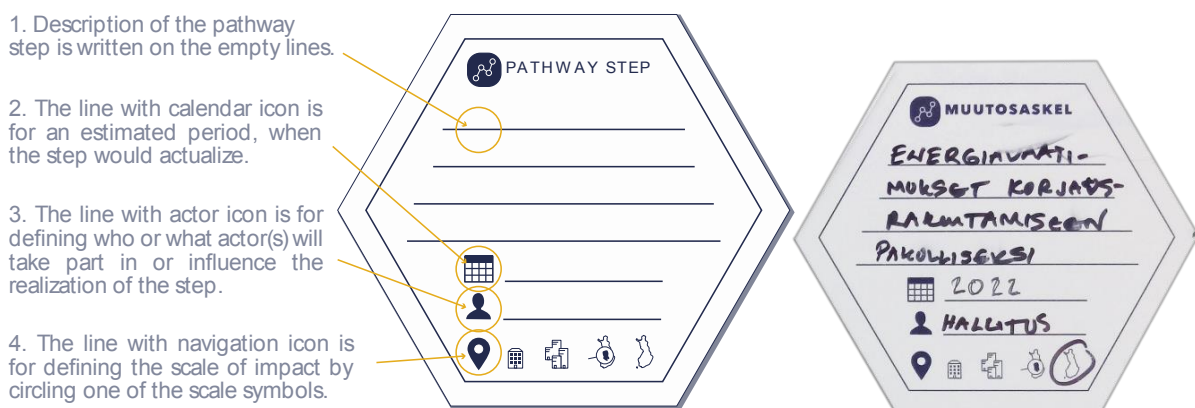 1. Description of the pathway
step is written on the empty lines.
2. The line with calendar icon is
for an estimated period, when
the step would actualize.
3. The line with actor icon is for
defining who or what actor(s) will
take part in or influence the
realization of the step.
4. The line with navigation icon is
for defining the scale of impact by
circling one of the scale symbols.
PATHWAY STEP
MUUTOSASKEL
ENERGIAVAATI-
MUKSET KORJAUS-
RAKENTAMISEEN
PAKOLLISEKSI
2022
HALLITUS